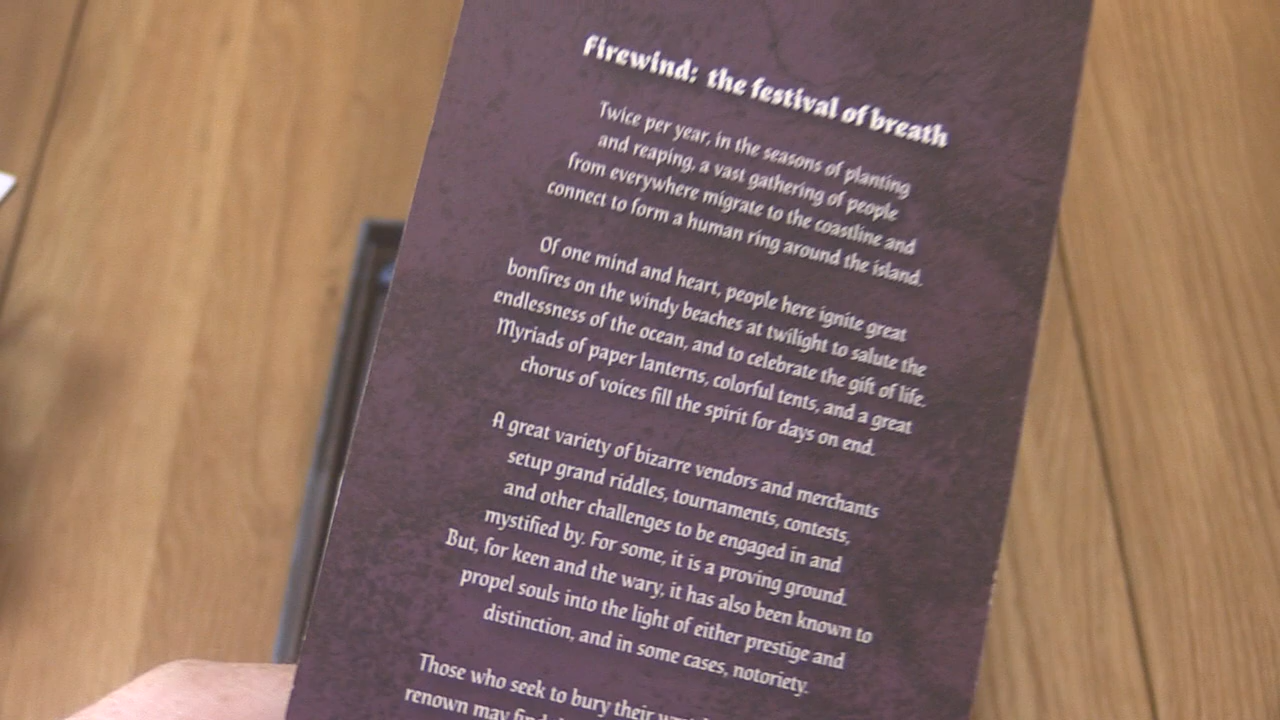 Firewind: the festival of breath
Twice per year, in the seasons of planting
and reaping, a vast gathering of people
from everywhere migrate to the coastline and
connect to form a human ring around the island.
Of one mind and heart, people here ignite great
bonfires on the windy beaches at twilight to salute the
endlessness of the ocean, and to celebrate the gift of life.
Myriads of paper lanterns, colorful tents, and a great
chorus of voices fill the spirit for days on end.
A great variety of bizarre vendors and merchants
setup grand riddles, tournaments, contests,
and other challenges to be engaged in and
mystified by. For some, it is a proving ground.
But, for keen and the wary, it has also been known to
propel souls into the light of either prestige and
distinction, and in some cases, notoriety.
Those who seek to bury their
renown may find